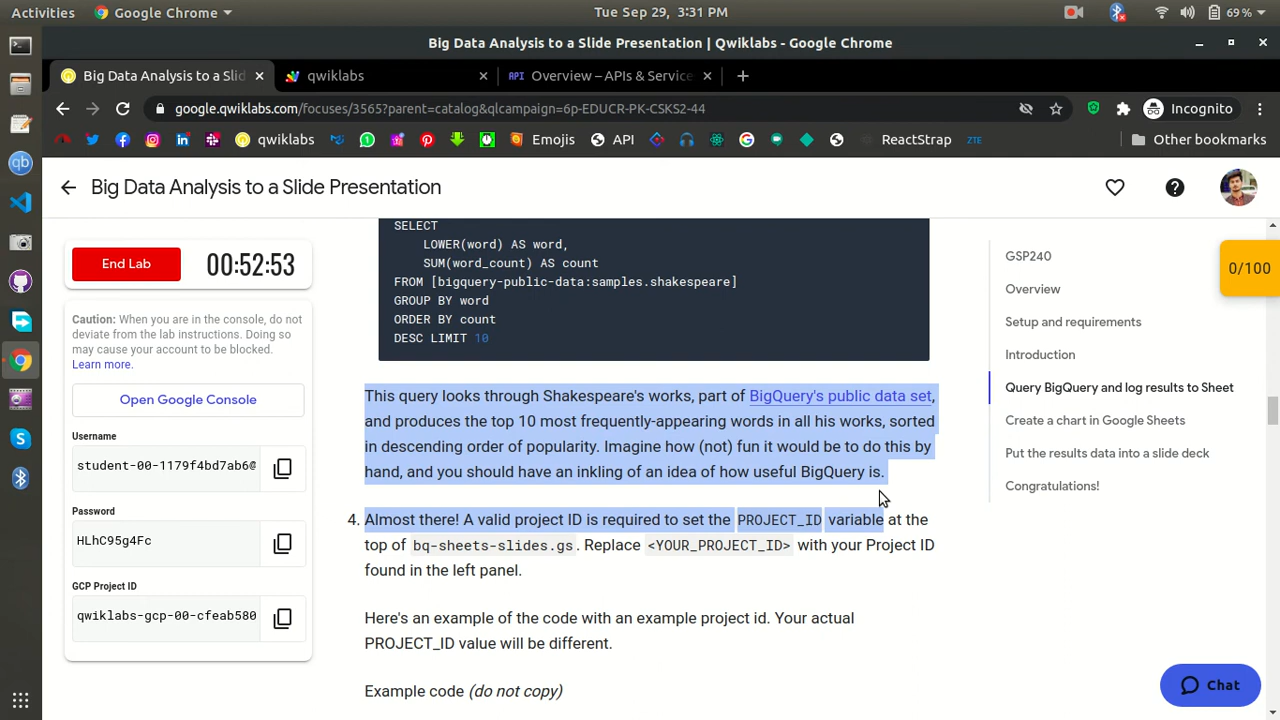 Activities Google Chrome Tue Sep 29, 3:31 PM 69 %
Big Data Analysis to a Slide Presentation | Qwiklabs - Google Chrome
Big Data Analysis to a Slid qwiklabs API Overview – APIs & Service
google.qwiklabs.com/focuses/3565?parent=catalog&qlcampaign=6p-EDUCR-PK-CSKS2-44 Incognito
qwiklabs Emojis API ReactStrap ZTE Other bookmarks
Big Data Analysis to a Slide Presentation
End Lab 00:52:53
Caution: When you are in the console, do not
deviate from the lab instructions. Doing so
may cause your account to be blocked.
Learn more.
Open Google Console
Username
student-00-1179f4bd7ab6@
Password
HLhC95g4Fc
GCP Project ID
qwiklabs-gcp-00-cfeab580
SELECT
LOWER(word) AS word,
SUM(word_count) AS count
FROM [bigquery-public-data:samples.shakespeare]
GROUP BY word
ORDER BY count
DESC LIMIT 10
This query looks through Shakespeare's works, part of BigQuery's public data set,
and produces the top 10 most frequently-appearing words in all his works, sorted
in descending order of popularity. Imagine how (not) fun it would be to do this by
hand, and you should have an inkling of an idea of how useful BigQuery is.
4. Almost there! A valid project ID is required to set the PROJECT_ID variable at the
top of bq-sheets-slides.gs. Replace <YOUR_PROJECT_ID> with your Project ID
found in the left panel.
Here's an example of the code with an example project id. Your actual
PROJECT_ID value will be different.
Example code (do not copy)
GSP240
Overview
Setup and requirements
Introduction
Query BigQuery and log results to Sheet
Create a chart in Google Sheets
Put the results data into a slide deck
Congratulations!
0/100
Chat